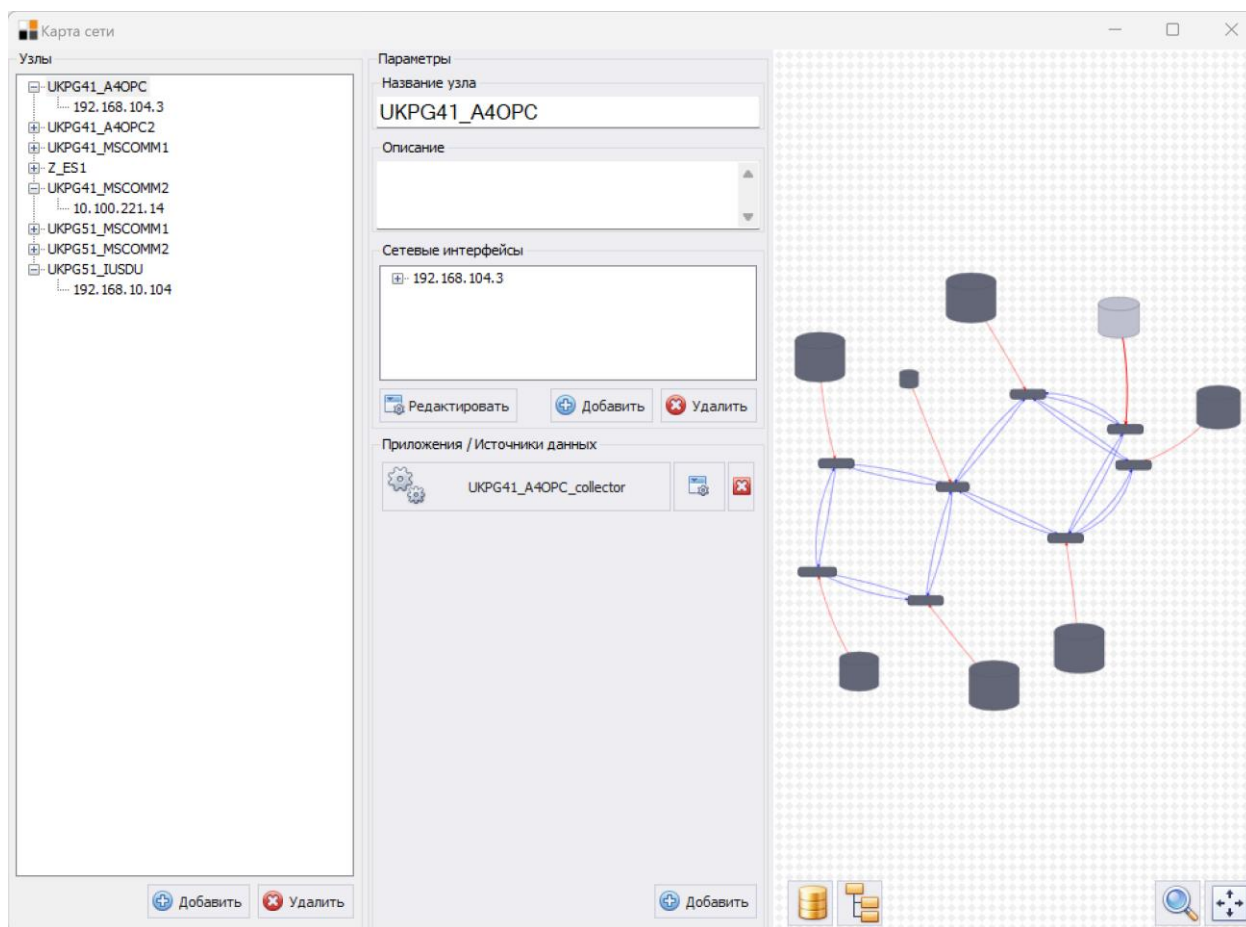 Карта сети
Узлы
UKPG41_A4OPC
192.168.104.3
UKPG41_A4OPC2
UKPG41_MSCOMM1
Z_ES1
UKPG41_MSCOMM2
10.100.221.14
UKPG51_MSCOMM1
UKPG51_MSCOMM2
UKPG51_IUSDU
192.168.10.104
Добавить
Удалить
Параметры
Название узла
UKPG41_A4OPC
Описание
Сетевые интерфейсы
192.168.104.3
Редактировать
Добавить
Удалить
Приложения / Источники данных
UKPG41_A4OPC_collector
Добавить